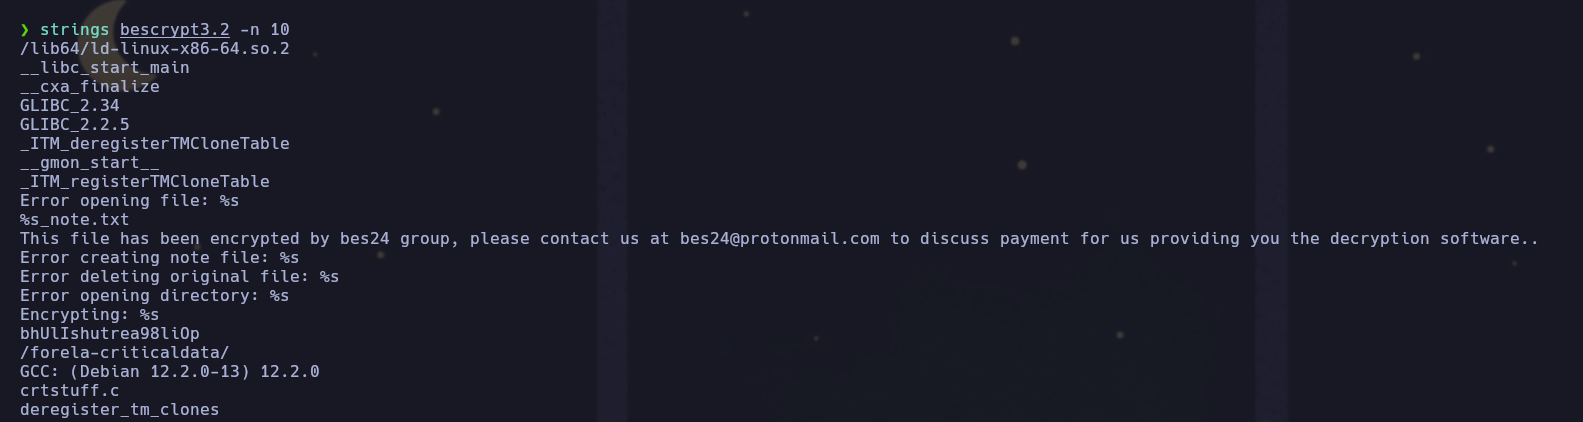 ❯ strings bescrypt3.2 -n 10
/lib64/ld-linux-x86-64.so.2
__libc_start_main
__cxa_finalize
GLIBC_2.34
GLIBC_2.2.5
_ITM_deregisterTMCloneTable
__gmon_start__
_ITM_registerTMCloneTable
Error opening file: %s
%s_note.txt
This file has been encrypted by bes24 group, please contact us at bes24@protonmail.com to discuss payment for us providing you the decryption software..
Error creating note file: %s
Error deleting original file: %s
Error opening directory: %s
Encrypting: %s
bhUlIshutrea98liOp
/forela-criticaldata/
GCC: (Debian 12.2.0-13) 12.2.0
crtstuff.c
deregister_tm_clones